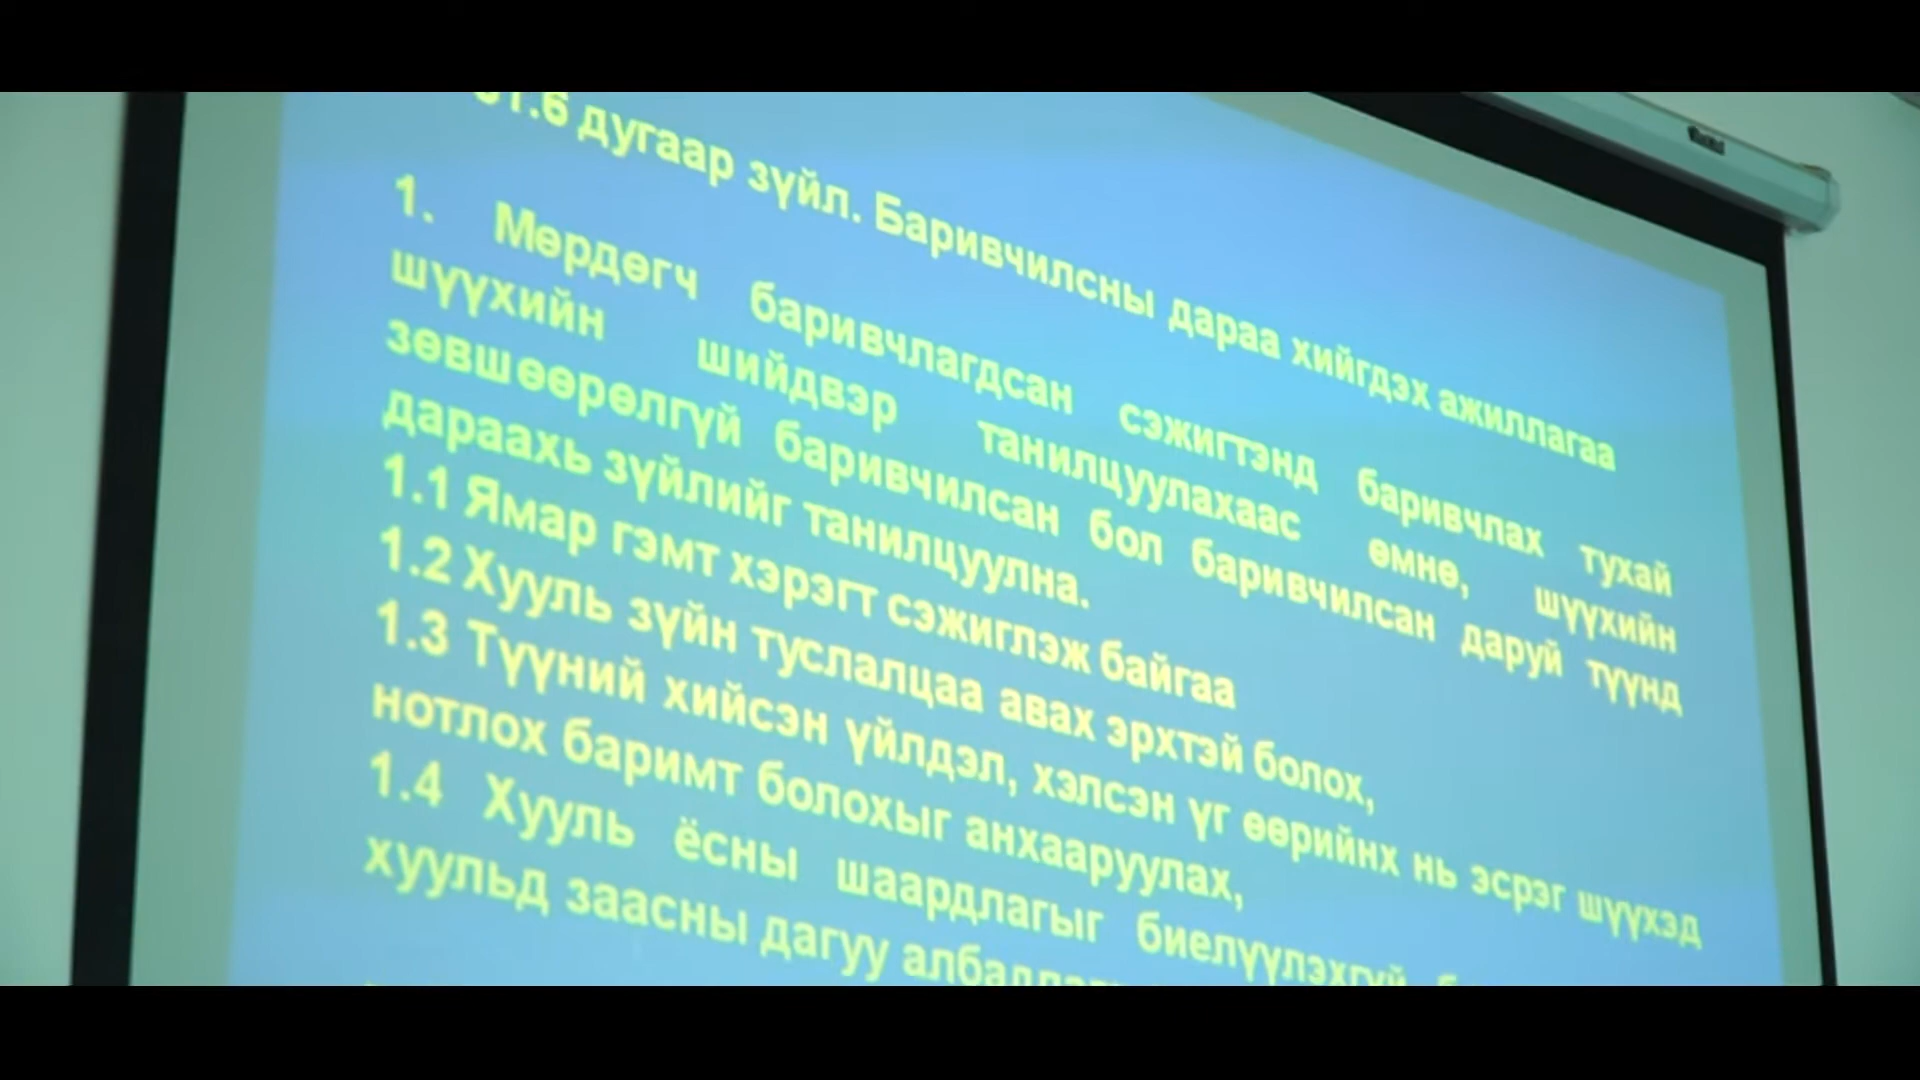 31.6 дугаар зүйл. Баривчилсны дараа хийгдэх ажиллагаа
1. Мөрдөгч баривчлагдсан сэжигтэнд баривчлах тухай
шүүхийн шийдвэр танилцуулахаас өмнө, шүүхийн
зөвшөөрөлгүй баривчилсан бол баривчилсан даруй түүнд
дараахь зүйлийг танилцуулна.
1.1 Ямар гэмт хэрэгт сэжиглэж байгаа
1.2 Хууль зүйн туслалцаа авах эрхтэй болох,
1.3 Түүний хийсэн үйлдэл, хэлсэн үг өөрийнх нь эсрэг шүүхэд
нотлох баримт болохыг анхааруулах,
1.4 Хууль ёсны шаардлагыг биелүүлэхгүй
хуульд заасны дагуу